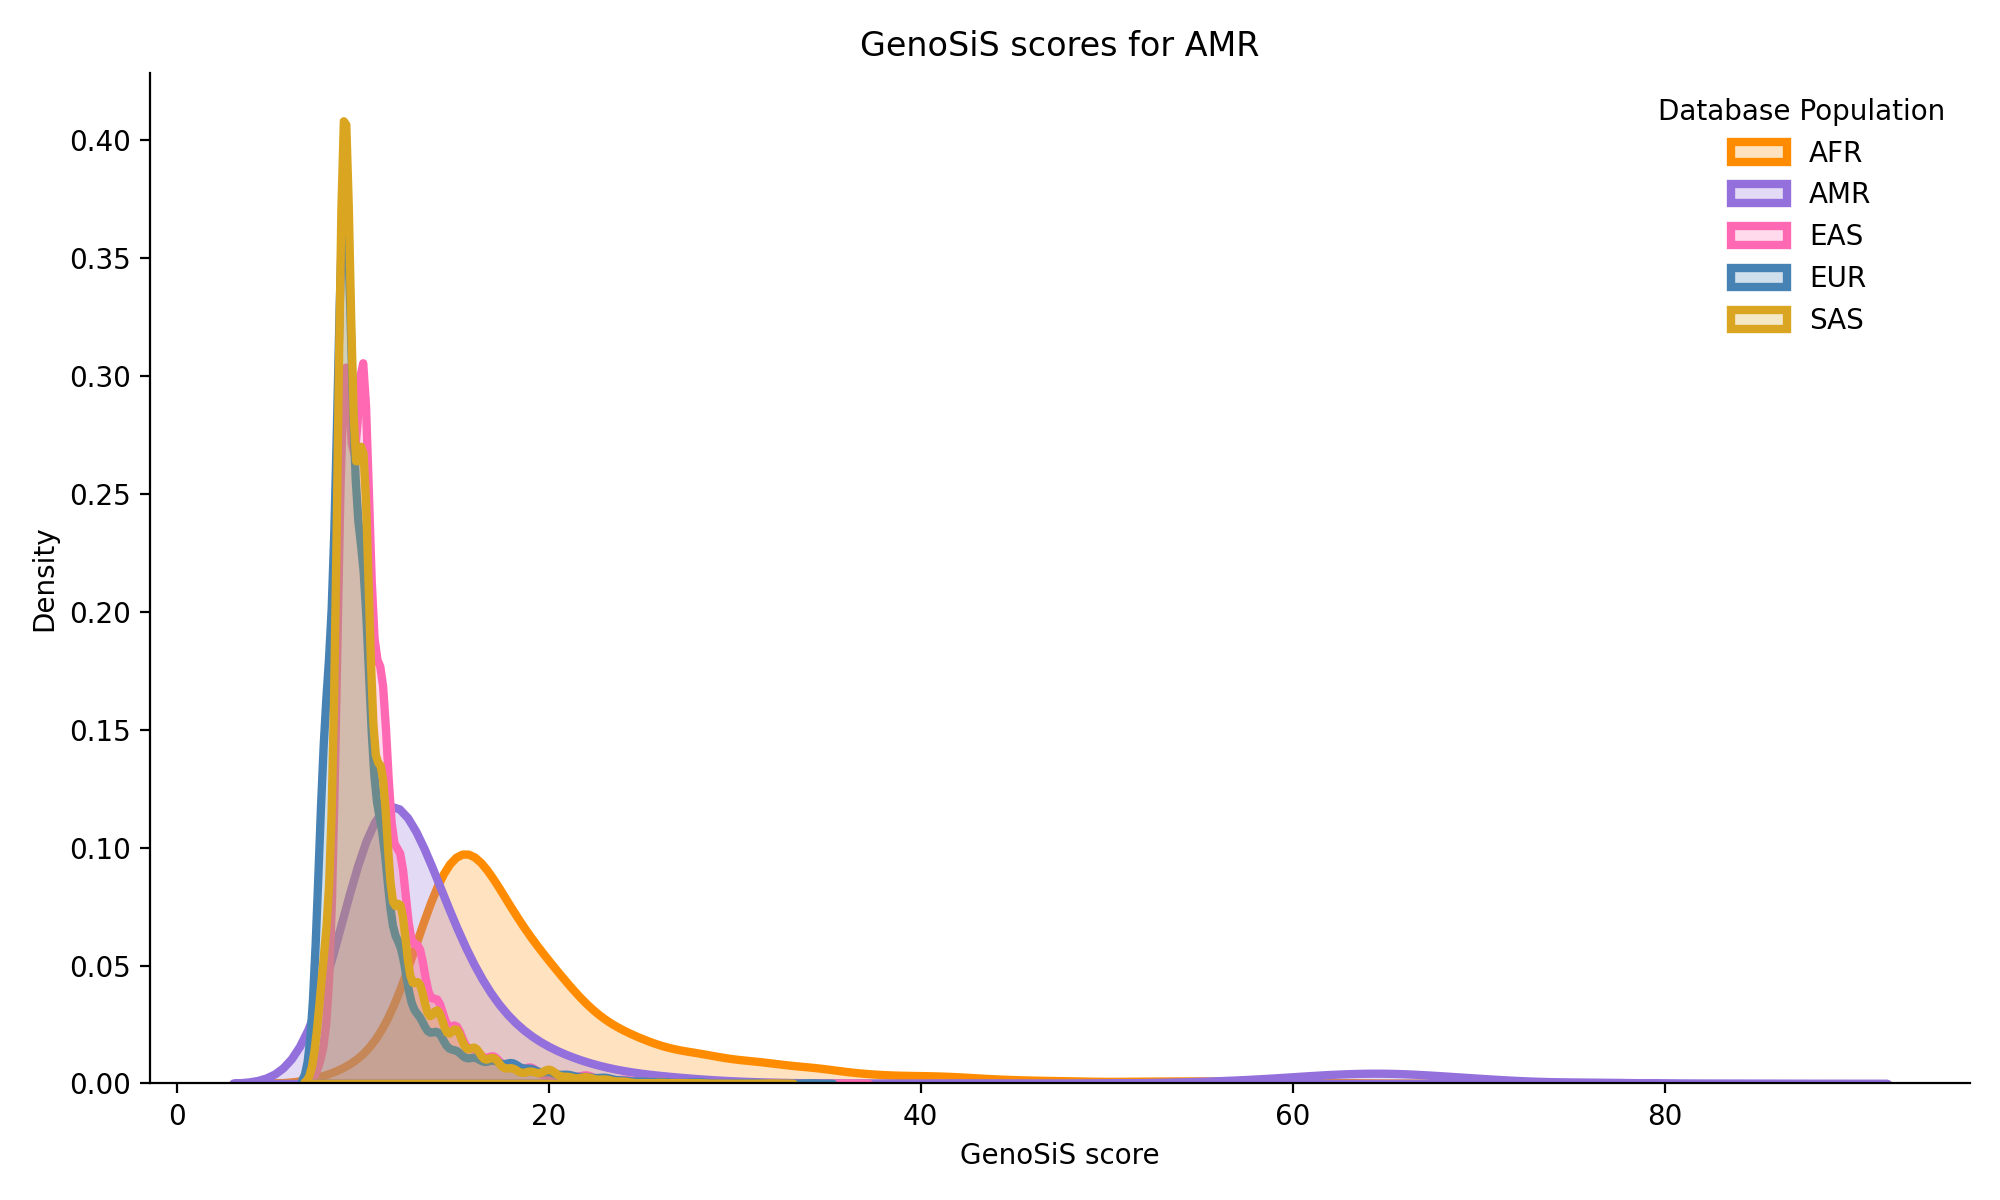 GenoSiS scores for AMR
Database Population
AFR
AMR
EAS
EUR
SAS
Density
0.40
0.35
0.30
0.25
0.20
0.15
0.10
0.05
0.00
0
20
40
60
80
GenoSiS score